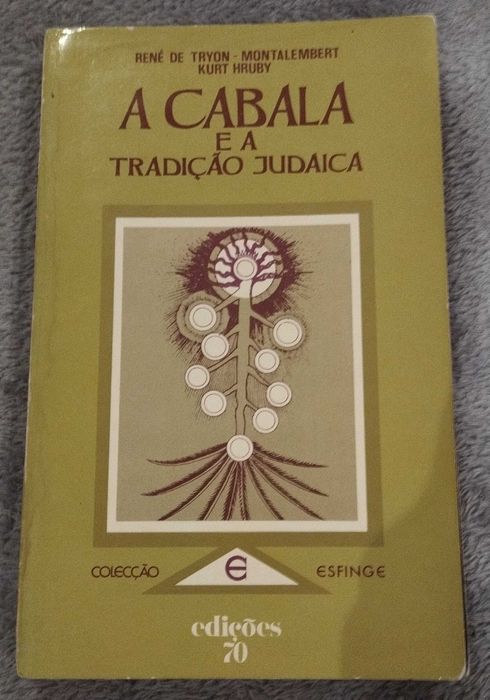 RENÉ DE TRYON - MONTALEMBERT
KURT HRUBY
A CABALA
E A
TRADIÇÃO JUDAICA
COLECÇÃO E ESFINGE
edições
70